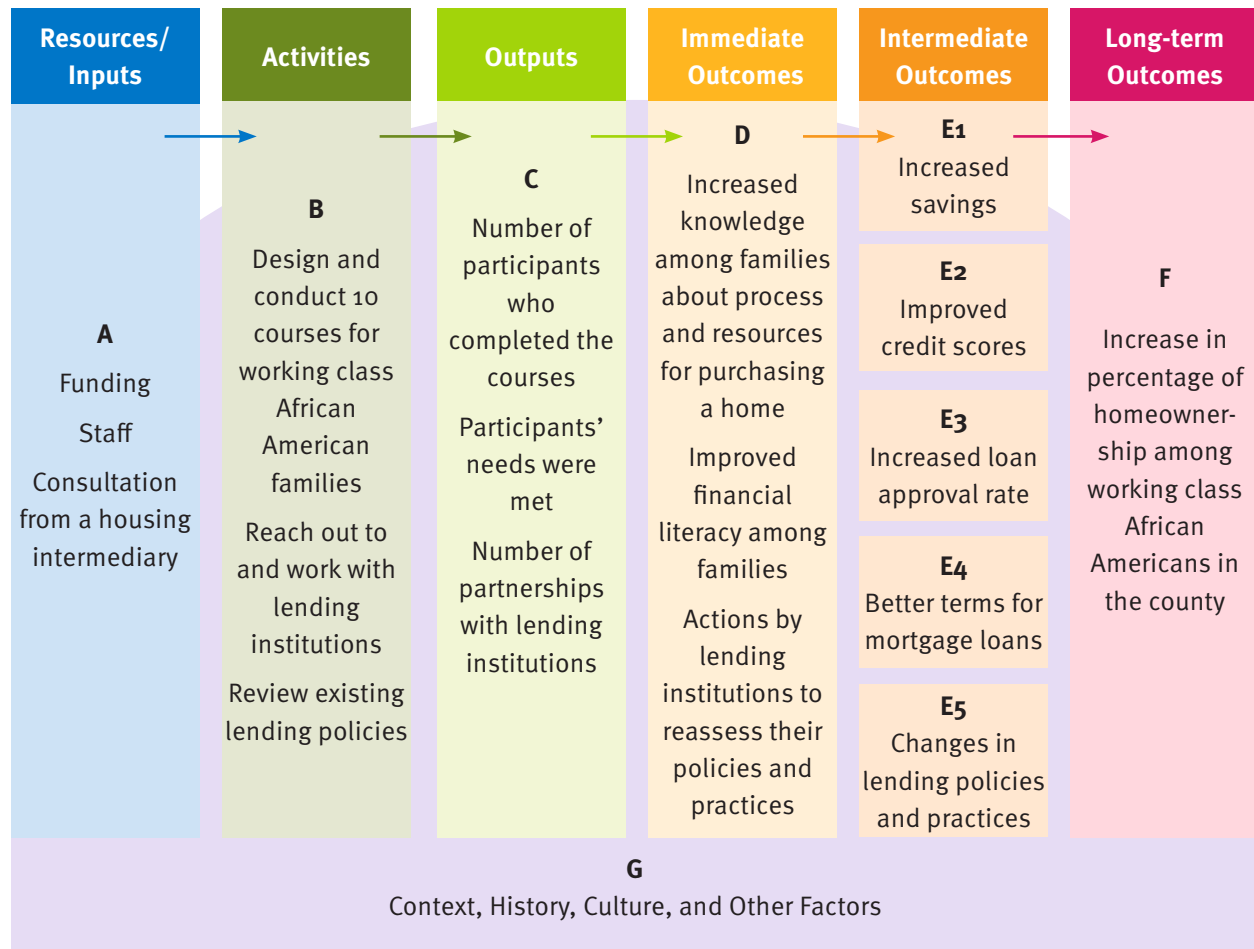 Resources/
Inputs
Activities
Outputs
Immediate
Outcomes
Intermediate
Outcomes
Long-term
Outcomes
A
Funding
Staff
Consultation
from a housing
intermediary
B
Design and
conduct 10
courses for
working class
African
American
families
Reach out to
and work with
lending
institutions
Review existing
lending policies
C
Number of
participants
who
completed the
courses
Participants’
needs were
met
Number of
partnerships
with lending
institutions
D
Increased
knowledge
among families
about process
and resources
for purchasing
a home
Improved
financial
literacy among
families
Actions by
lending
institutions to
reassess their
policies and
practices
E1
Increased
savings
E2
Improved
credit scores
E3
Increased loan
approval rate
E4
Better terms for
mortgage loans
E5
Changes in
lending policies
and practices
F
Increase in
percentage of
homeowner-
ship among
working class
African
Americans in
the county
G
Context, History, Culture, and Other Factors